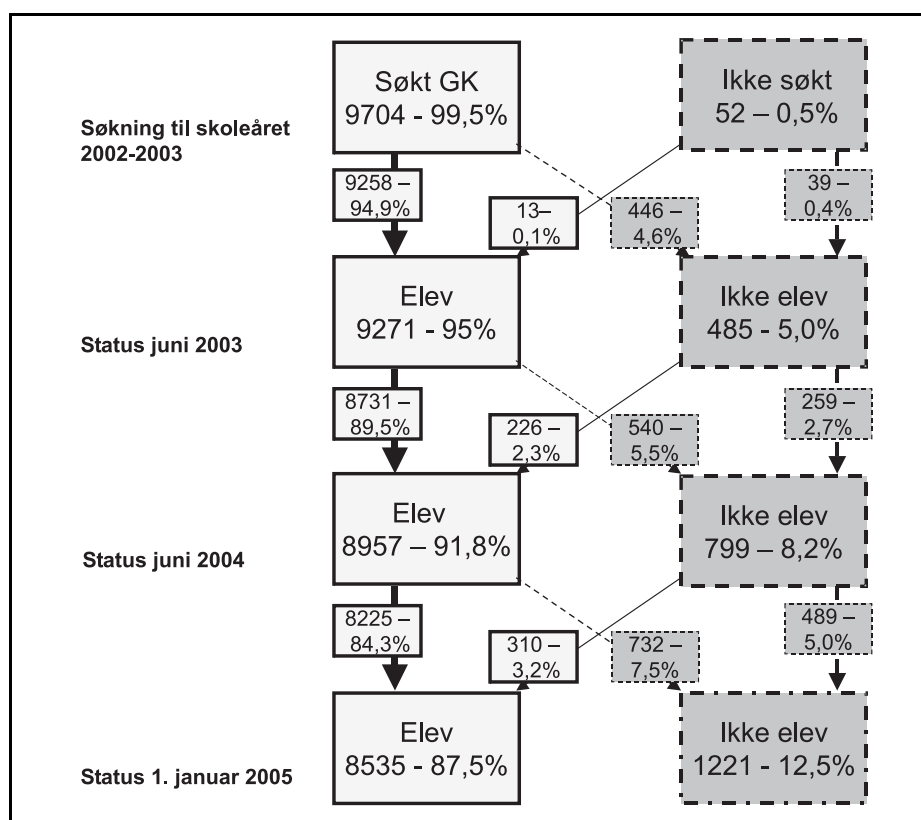 Søkt GK
9704 - 99,5%
Ikke søkt
52 – 0,5%
Søkning til skoleåret
2002-2003
9258 –
94,9%
13–
0,1%
446 –
4,6%
39 –
0,4%
Elev
9271 - 95%
Ikke elev
485 - 5,0%
Status juni 2003
8731 –
89,5%
226 –
2,3%
540 –
5,5%
259 –
2,7%
Elev
8957 – 91,8%
Ikke elev
799 – 8,2%
Status juni 2004
8225 –
84,3%
310 –
3,2%
732 –
7,5%
489 –
5,0%
Elev
8535 - 87,5%
Ikke elev
1221 - 12,5%
Status 1. januar 2005